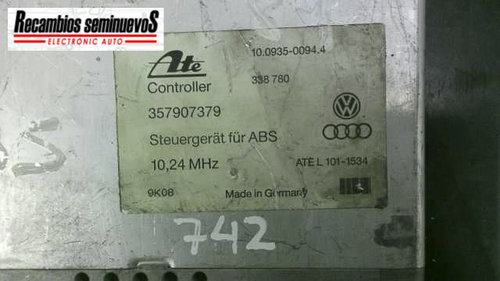 Recambios seminuevoS
ELECTRONIC AUTO
Ate
10.0935-0094.4
Controller
338 780
357907379
Steuergerät für ABS
10,24 MHz
ATE L 101-1534
9K08
Made in Germany
742